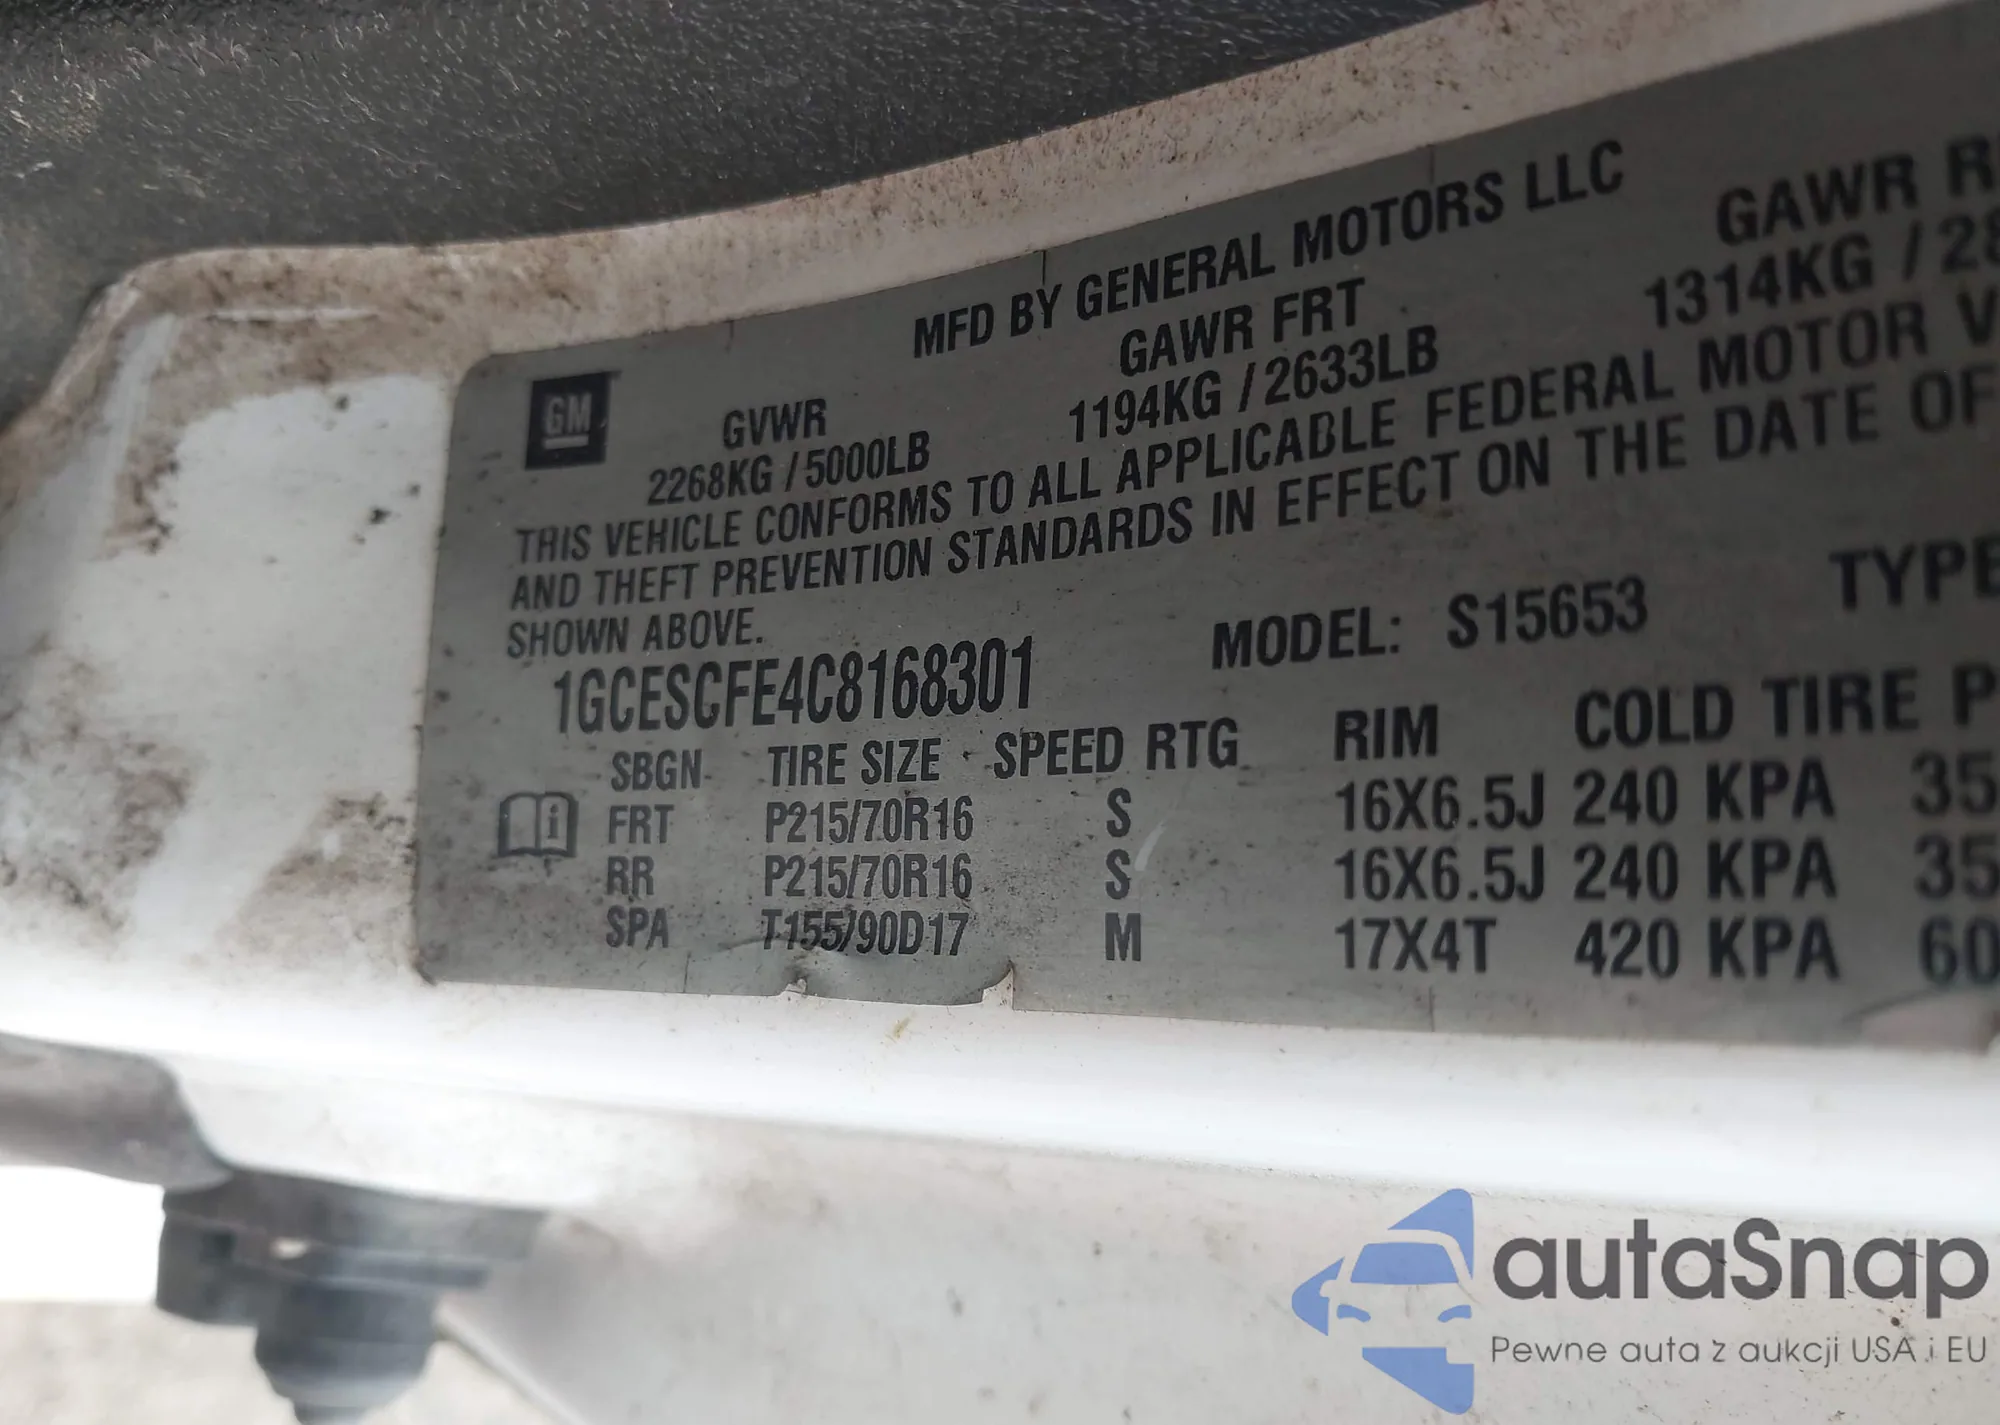 MFD BY GENERAL MOTORS LLC
GM
GVWR GAWR FRT GAWR
2268KG / 5000LB 1194KG / 2633LB 1314KG /
THIS VEHICLE CONFORMS TO ALL APPLICABLE FEDERAL MOTOR
AND THEFT PREVENTION STANDARDS IN EFFECT ON THE DATE OF
SHOWN ABOVE.
1GCESCFE4C8168301 MODEL: S15653 TYPE
SBGN TIRE SIZE SPEED RTG RIM COLD TIRE P
FRT P215/70R16 S 16X6.5J 240 KPA 35
RR P215/70R16 S 16X6.5J 240 KPA 35
SPA T155/90D17 M 17X4T 420 KPA 60
autaSnap
Pewne auta z aukcji USA i EU